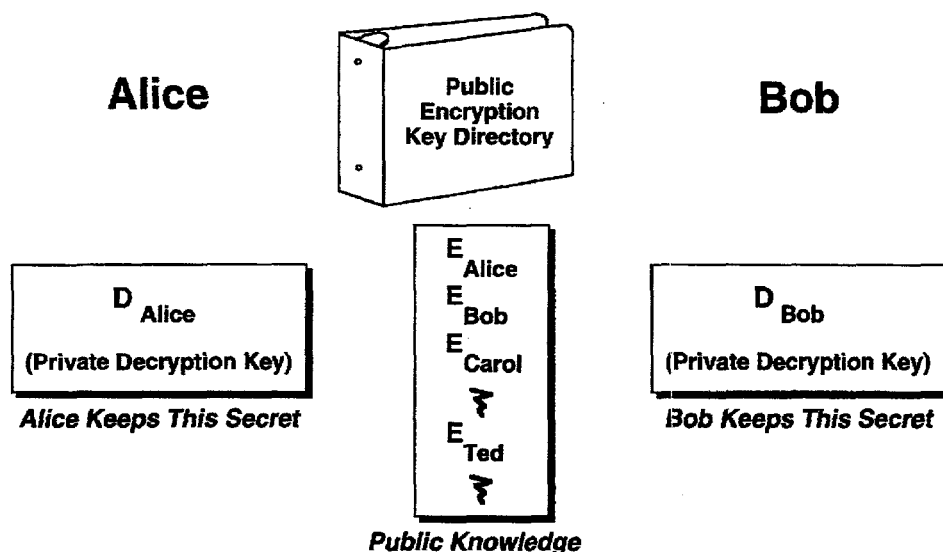 Alice
Public
Encryption
Key Directory
Bob
D Alice
(Private Decryption Key)
Alice Keeps This Secret
E Alice
E Bob
E Carol
E Ted
Public Knowledge
D Bob
(Private Decryption Key)
Bob Keeps This Secret